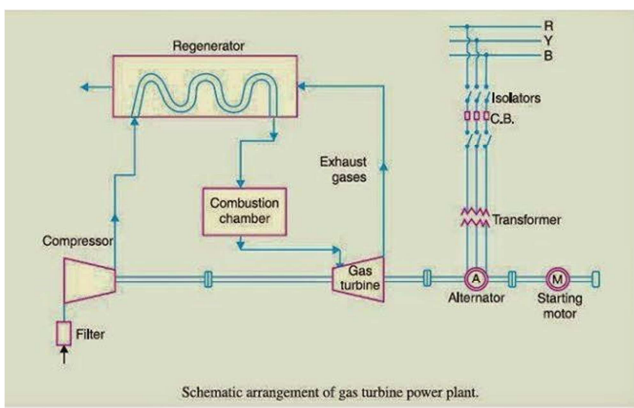 R
Y
B
Regenerator
Isolators
C.B.
Exhaust
gases
Combustion
chamber
Transformer
Compressor
Gas
turbine
A
M
Alternator
Starting
motor
Filter
Schematic arrangement of gas turbine power plant.